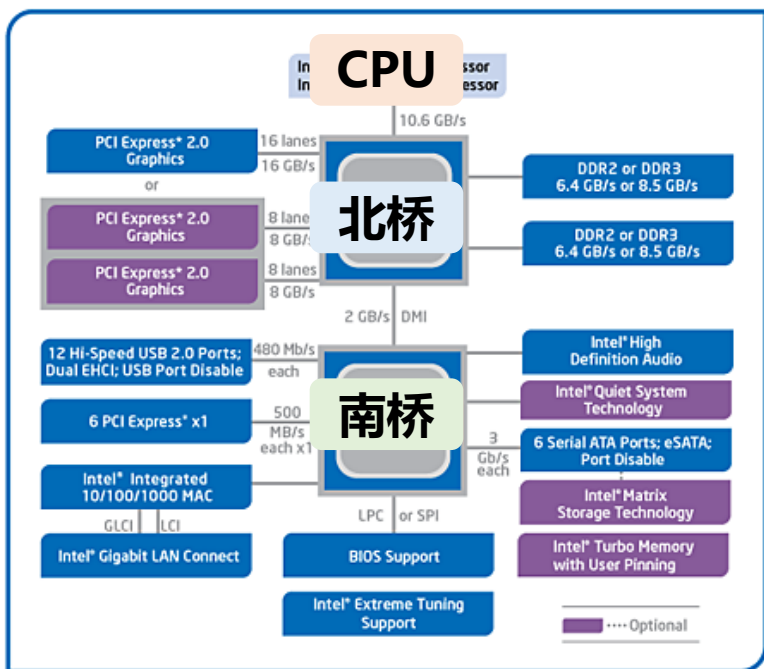 CPU
In
In
ssor
essor
10.6 GB/s
PCI Express* 2.0
Graphics
16 lanes
16 GB/s
or
PCI Express* 2.0
Graphics
8 lane
8 GB/s
PCI Express* 2.0
Graphics
8 lanes
8 GB/s
北桥
DDR2 or DDR3
6.4 GB/s or 8.5 GB/s
DDR2 or DDR3
6.4 GB/s or 8.5 GB/s
2 GB/s DMI
12 Hi-Speed USB 2.0 Ports;
Dual EHCI; USB Port Disable
480 Mb/s
each
6 PCI Express* x1
500
MB/s
each x1
Intel® Integrated
10/100/1000 MAC
GLCI LCI
Intel® Gigabit LAN Connect
南桥
Intel® High
Definition Audio
Intel® Quiet System
Technology
3
Gb/s
each
6 Serial ATA Ports; eSATA;
Port Disable
Intel® Matrix
Storage Technology
Intel® Turbo Memory
with User Pinning
LPC or SPI
BIOS Support
Intel® Extreme Tuning
Support
Optional